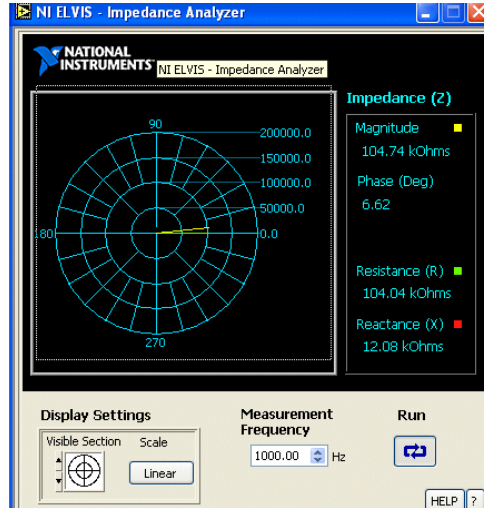 NI ELVIS - Impedance Analyzer
NATIONAL
INSTRUMENTS
NI ELVIS - Impedance Analyzer
Impedance (Z)
Magnitude
104.74 kOhms
Phase (Deg)
6.62
Resistance (R)
104.04 kOhms
Reactance (X)
12.08 kOhms
90
200000.0
150000.0
100000.0
50000.0
0.0
180
270
Display Settings
Visible Section
Scale
Linear
Measurement
Frequency
1000.00 Hz
Run
HELP ?